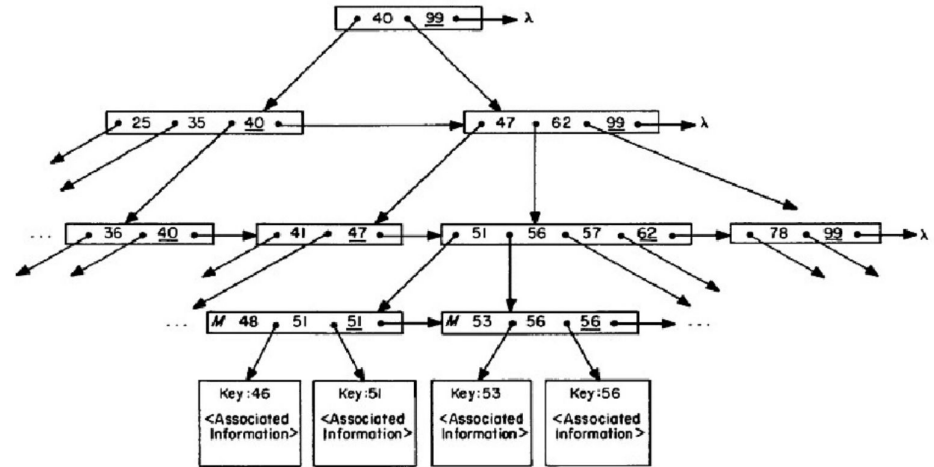 40 99 λ
25 35 40 47 62 99 λ
... 36 40 41 47 51 56 57 62 78 99 λ
... M 48 51 51 M 53 56 56 ...
Key:46 Key:51 Key:53 Key:56
<Associated <Associated <Associated <Associated
Information> Information> Information> Information>